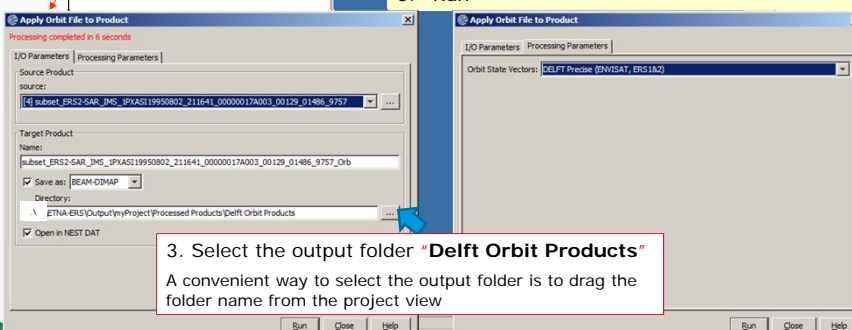 Apply Orbit File to Product
Processing completed in 6 seconds
I/O Parameters Processing Parameters
Source Product
source:
[4] subset_ERS2-SAR_IMS_1PXASI19950802_211641_00000017A003_00129_01486_9757
...
Target Product
Name:
subset_ERS2-SAR_IMS_1PXASI19950802_211641_00000017A003_00129_01486_9757_Orb
Save as: BEAM-DIMAP
Directory:
.\ ETNA-ERS\Output\myProject\Processed Products\Delft Orbit Products
...
Open in NEST DAT
Run Close Help
Apply Orbit File to Product
I/O Parameters Processing Parameters
Orbit State Vectors: DELFT Precise (ENVISAT, ERS1&2)
Run Close Help
3. Select the output folder "Delft Orbit Products"
A convenient way to select the output folder is to drag the
folder name from the project view